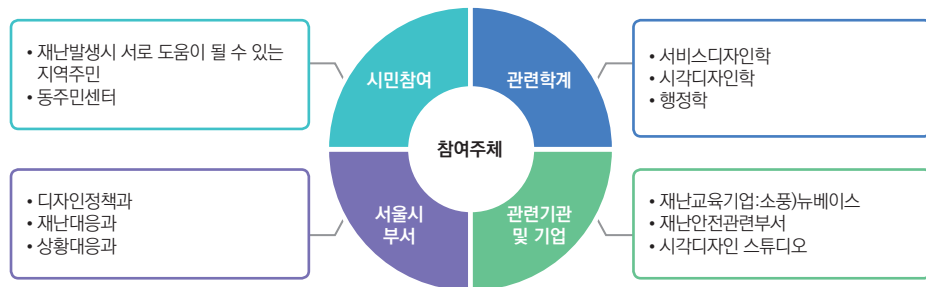 • 재난발생시 서로 도움이 될 수 있는
지역주민
• 동주민센터
시민참여
관련학계
• 서비스디자인학
• 시각디자인학
• 행정학
참여주체
• 디자인정책과
• 재난대응과
• 상황대응과
서울시
부서
관련기관
및 기업
• 재난교육기업:소풍)뉴베이스
• 재난안전관련부서
• 시각디자인 스튜디오